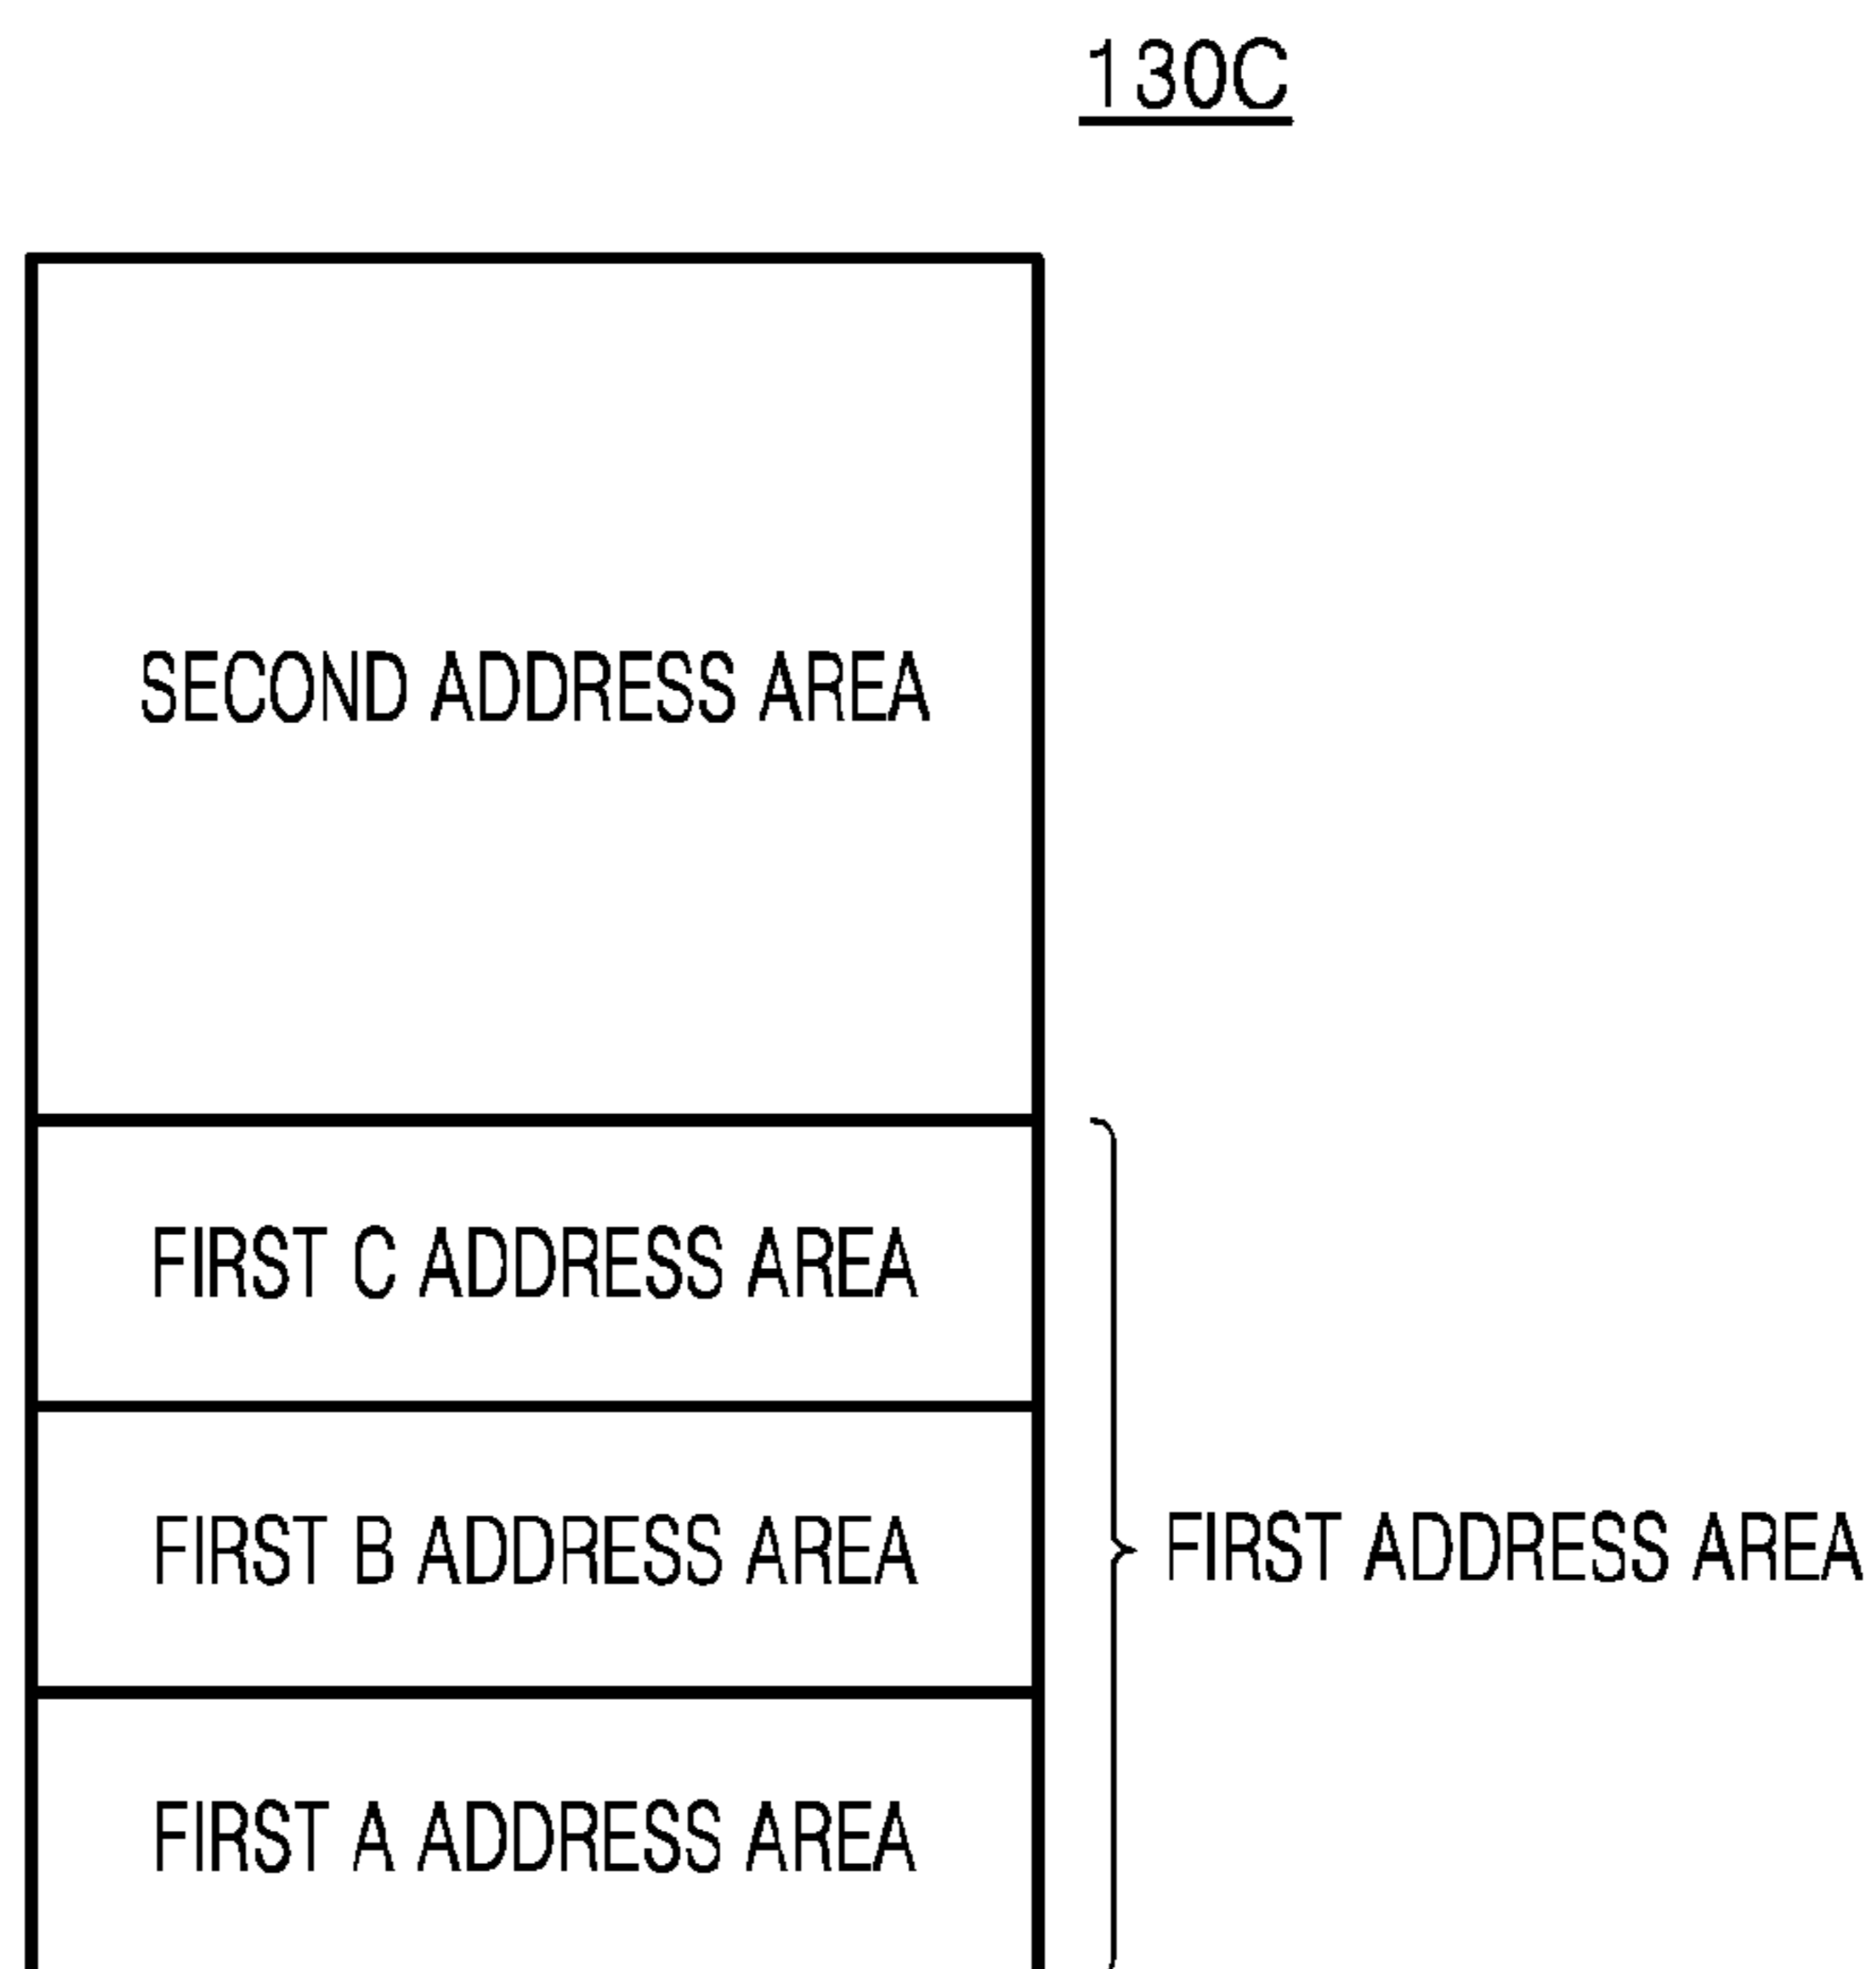 130C
SECOND ADDRESS AREA
FIRST C ADDRESS AREA
FIRST B ADDRESS AREA
FIRST ADDRESS AREA
FIRST A ADDRESS AREA